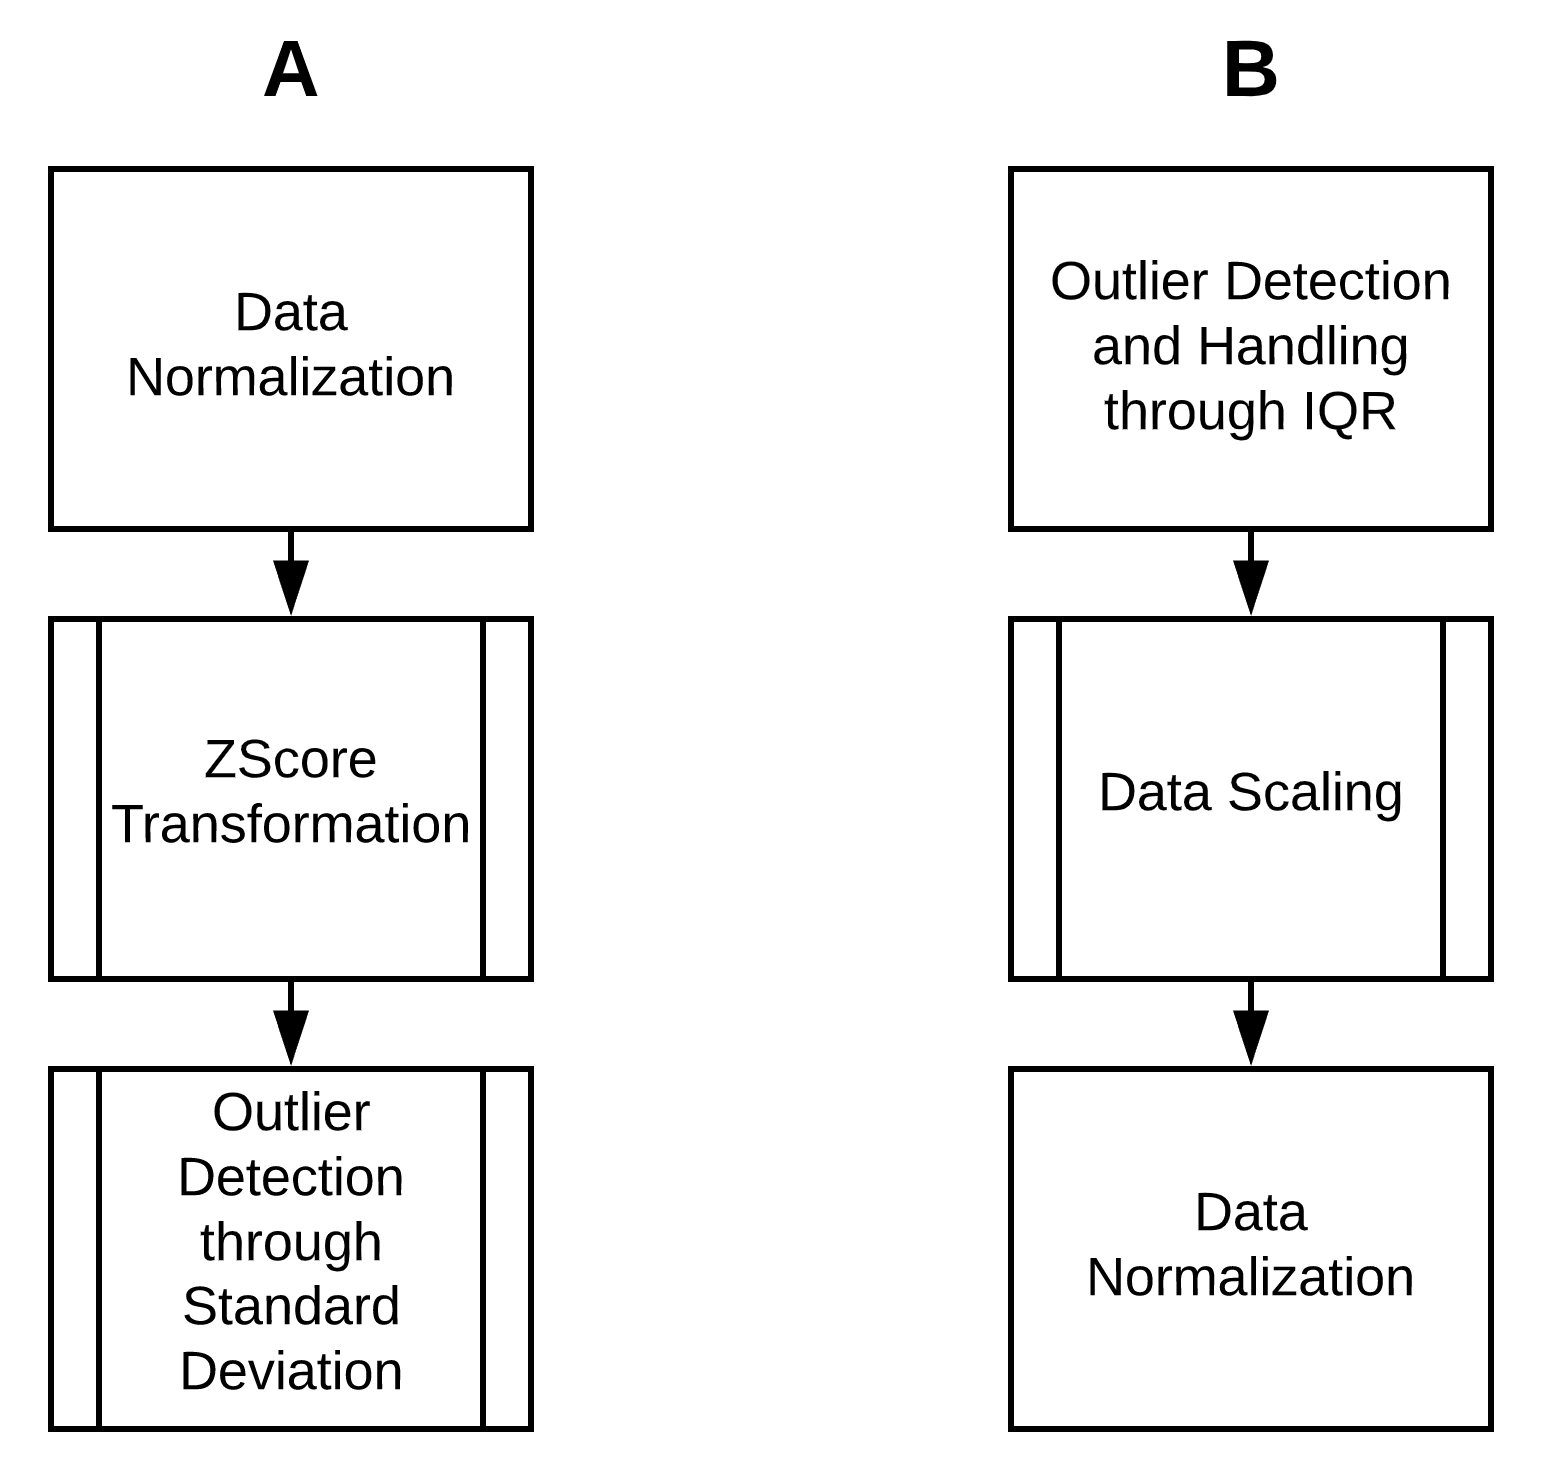 A
Data
Normalization
ZScore
Transformation
Outlier
Detection
through
Standard
Deviation
B
Outlier Detection
and Handling
through IQR
Data Scaling
Data
Normalization